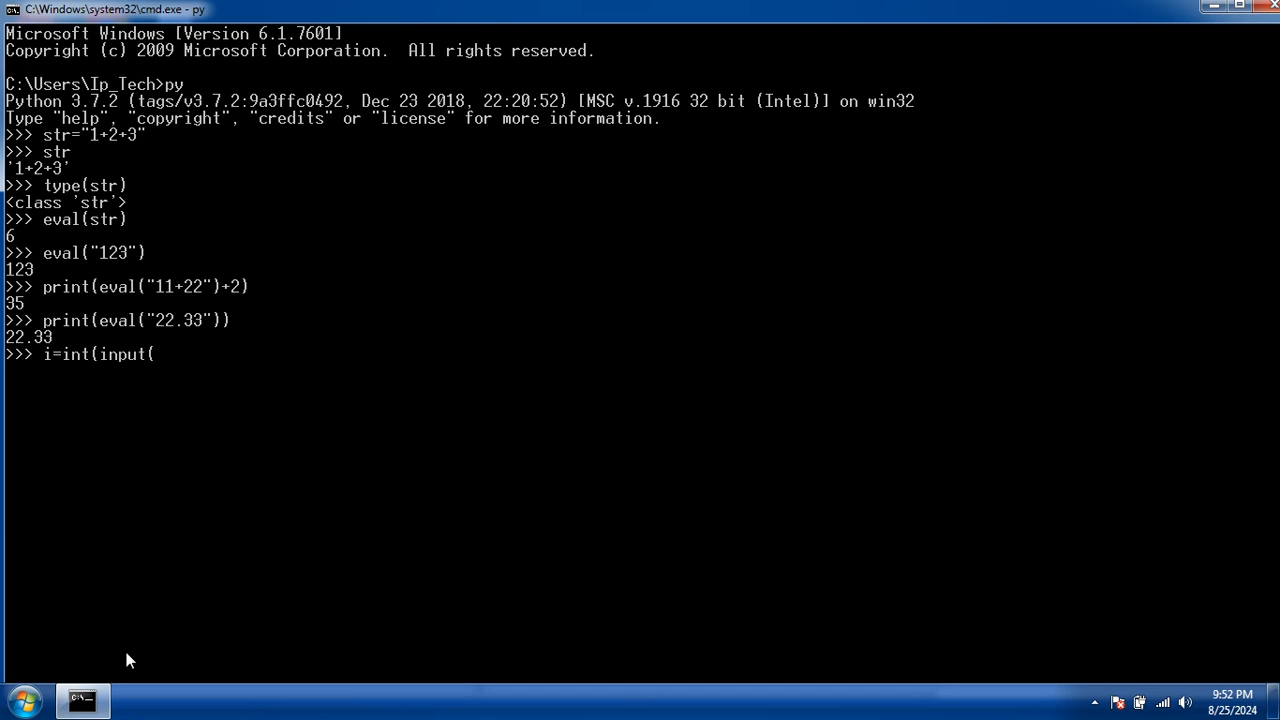 C:\Windows\system32\cmd.exe - py
Microsoft Windows [Version 6.1.7601]
Copyright (c) 2009 Microsoft Corporation.  All rights reserved.
C:\Users\Ip_Tech>py
Python 3.7.2 (tags/v3.7.2:9a3ffc0492, Dec 23 2018, 22:20:52) [MSC v.1916 32 bit (Intel)] on win32
Type "help", "copyright", "credits" or "license" for more information.
>>> str="1+2+3"
>>> str
'1+2+3'
>>> type(str)
<class 'str'>
>>> eval(str)
6
>>> eval("123")
123
>>> print(eval("11+22")+2)
35
>>> print(eval("22.33"))
22.33
>>> i=int(input(
C:\_
9:52 PM
8/25/2024